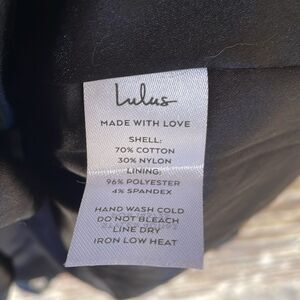 Lulus
MADE WITH LOVE
SHELL:
70% COTTON
30% NYLON
LINING:
96% POLYESTER
4% SPANDEX
HAND WASH COLD
DO NOT BLEACH
LINE DRY
IRON LOW HEAT